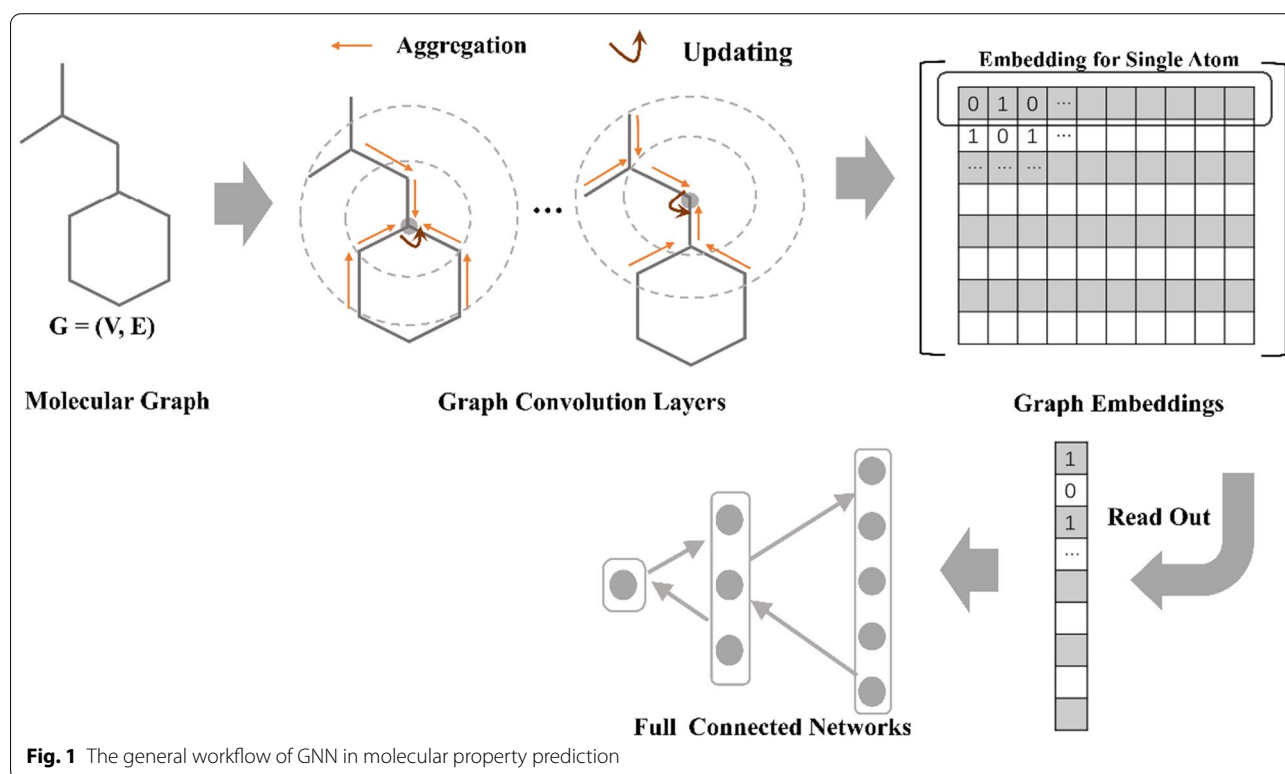 Aggregation
Updating
Embedding for Single Atom
0 1 0 ...
1 0 1 ...
... ... ...
...
G = (V, E)
Molecular Graph
Graph Convolution Layers
Graph Embeddings
1
0
1
...
Read Out
Full Connected Networks
Fig. 1 The general workflow of GNN in molecular property prediction